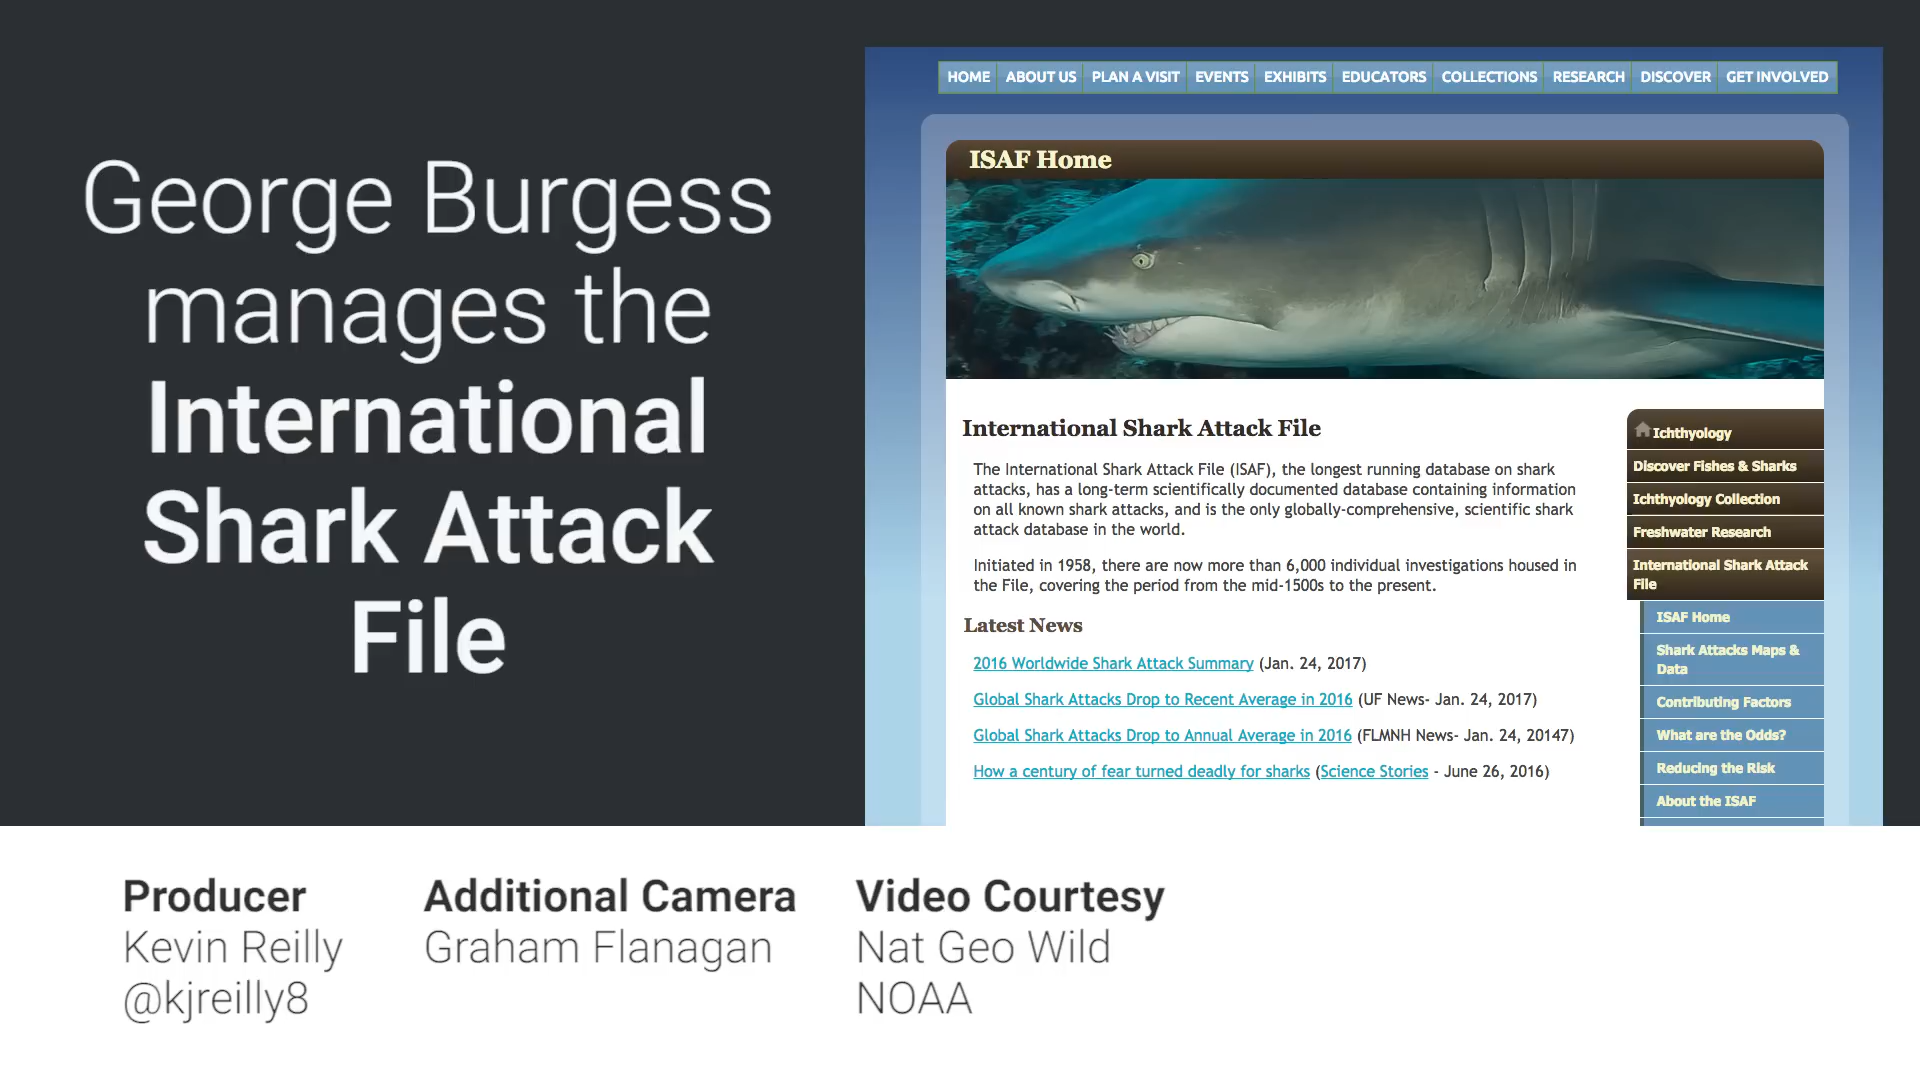 George Burgess
manages the
International
Shark Attack
File
HOME ABOUT US PLAN A VISIT EVENTS EXHIBITS EDUCATORS COLLECTIONS RESEARCH DISCOVER GET INVOLVED
ISAF Home
International Shark Attack File
The International Shark Attack File (ISAF), the longest running database on shark
attacks, has a long-term scientifically documented database containing information
on all known shark attacks, and is the only globally-comprehensive, scientific shark
attack database in the world.
Initiated in 1958, there are now more than 6,000 individual investigations housed in
the File, covering the period from the mid-1500s to the present.
Latest News
2016 Worldwide Shark Attack Summary (Jan. 24, 2017)
Global Shark Attacks Drop to Recent Average in 2016 (UF News- Jan. 24, 2017)
Global Shark Attacks Drop to Annual Average in 2016 (FLMNH News- Jan. 24, 20147)
How a century of fear turned deadly for sharks (Science Stories - June 26, 2016)
Ichthyology
Discover Fishes & Sharks
Ichthyology Collection
Freshwater Research
International Shark Attack
File
ISAF Home
Shark Attacks Maps &
Data
Contributing Factors
What are the Odds?
Reducing the Risk
About the ISAF
Producer
Kevin Reilly
@kjreilly8
Additional Camera
Graham Flanagan
Video Courtesy
Nat Geo Wild
NOAA